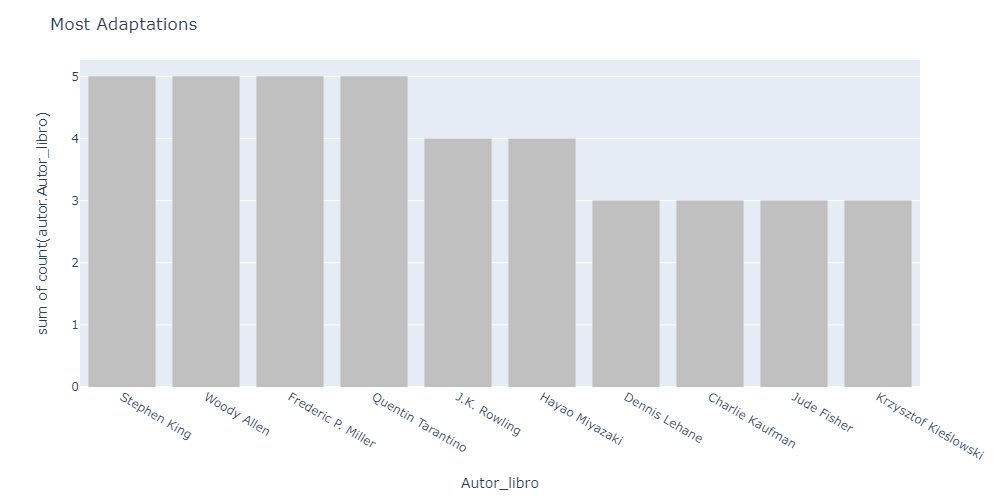 Most Adaptations
sum of count(autor.Autor_libro)
5
4
3
2
1
0
Stephen King
Woody Allen
Frederic P. Miller
Quentin Tarantino
J.K. Rowling
Hayao Miyazaki
Dennis Lehane
Charlie Kaufman
Jude Fisher
Krzysztof Kieślowski
Autor_libro